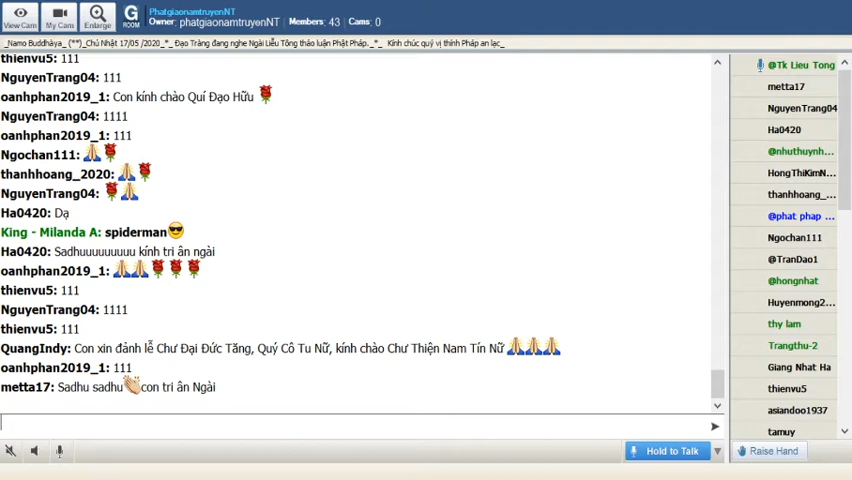 View Cam
My Cam
Enlarge
G
ROOM
PhatgiaonamtruyenNT
Owner: phatgiaonamtruyenNT Members: 43 Cams: 0
_Namo Buddhàya_ (**)_Chủ Nhật 17/05 /2020_*_ Đạo Tràng đang nghe Ngài Liễu Tông thảo luận Phật Pháp._*_ Kính chúc quý vị thính Pháp an lạc_
thienvu5: 111
NguyenTrang04: 111
oanhphan2019_1: Con kính chào Quí Đạo Hữu
NguyenTrang04: 1111
oanhphan2019_1: 111
Ngochan111:
thanhhoang_2020:
NguyenTrang04:
Ha0420: Dạ
King - Milanda A: spiderman
Ha0420: Sadhuuuuuuuuu kính tri ân ngài
oanhphan2019_1:
thienvu5: 111
NguyenTrang04: 1111
thienvu5: 111
QuangIndy: Con xin đảnh lễ Chư Đại Đức Tăng, Quý Cô Tu Nữ, kính chào Chư Thiện Nam Tín Nữ
oanhphan2019_1: 111
metta17: Sadhu sadhu con tri ân Ngài
@Tk Lieu Tong
metta17
NguyenTrang04
Ha0420
@nhuthuynh...
HongThiKimN...
thanhhoang_...
@phat phap ...
Ngochan111
@TranDao1
@hongnhat
Huyenmong2...
thy lam
Trangthu-2
Giang Nhat Ha
thienvu5
asiandoo1937
tamuy
Hold to Talk
Raise Hand